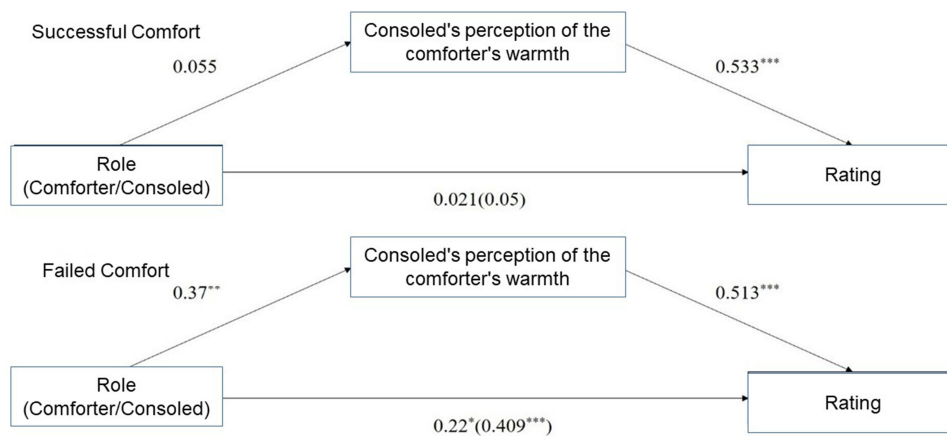 Successful Comfort
Consoled's perception of the
comforter's warmth
0.055
0.533***
Role
(Comforter/Consoled)
Rating
0.021(0.05)
Failed Comfort
Consoled's perception of the
comforter's warmth
0.37**
0.513***
Role
(Comforter/Consoled)
Rating
0.22*(0.409***)